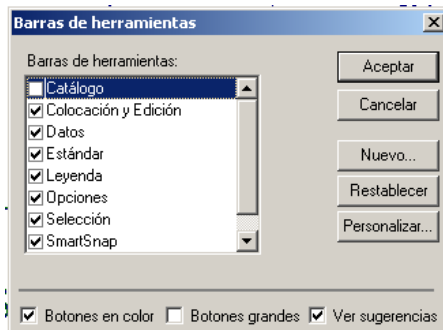 Barras de herramientas
Barras de herramientas:
Catálogo
Colocación y Edición
Datos
Estándar
Leyenda
Opciones
Selección
SmartSnap
Aceptar
Cancelar
Nuevo...
Restablecer
Personalizar...
Botones en color Botones grandes Ver sugerencias